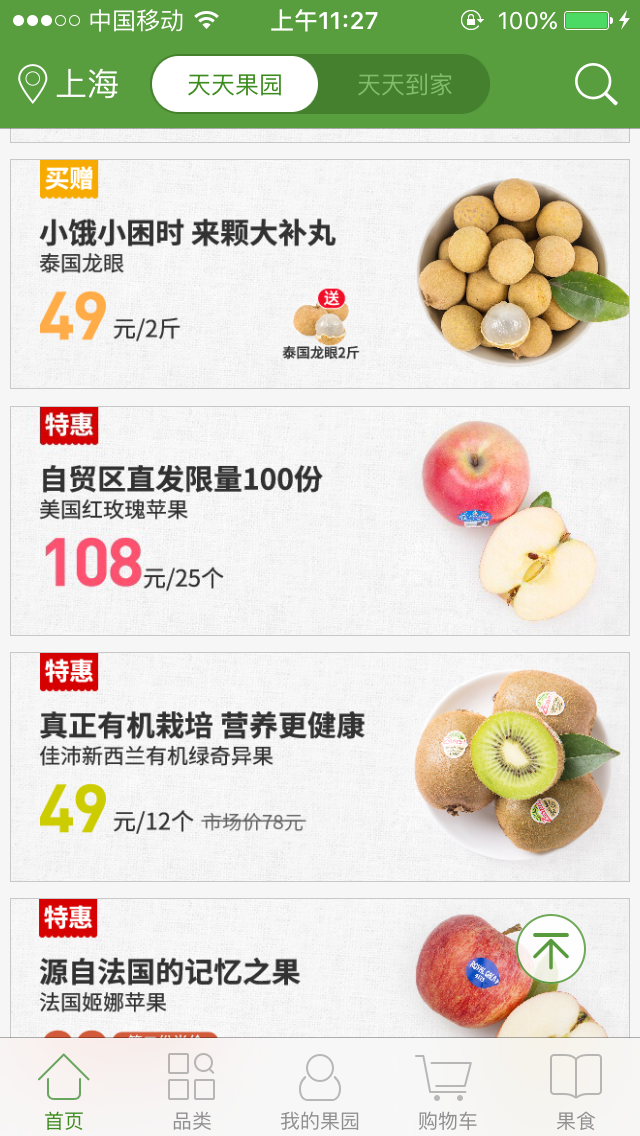 中国移动
上午11:27
100%
上海
天天果园
天天到家
买赠
小饿小困时 来颗大补丸
泰国龙眼
49 元/2斤
送
泰国龙眼2斤
特惠
自贸区直发限量100份
美国红玫瑰苹果
108元/25个
特惠
真正有机栽培 营养更健康
佳沛新西兰有机绿奇异果
49 元/12个 市场价78元
特惠
源自法国的记忆之果
法国姬娜苹果
ROYAL GALA
首页
品类
我的果园
购物车
果食